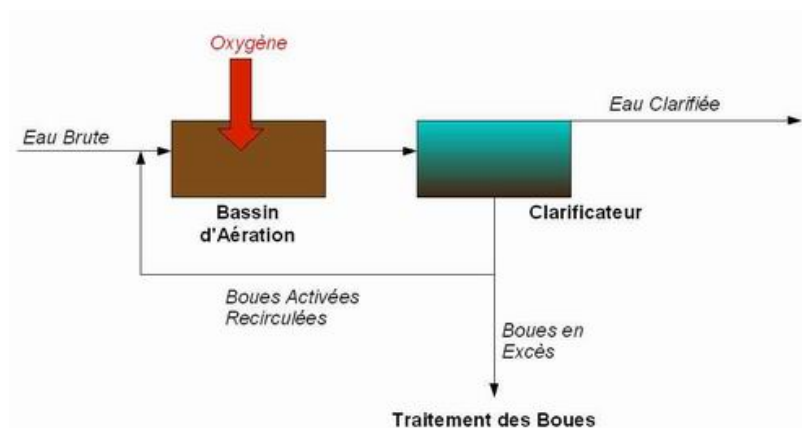 Oxygène
Eau Brute
Eau Clarifiée
Bassin
d'Aération
Clarificateur
Boues Activées
Recirculées
Boues en
Excès
Traitement des Boues